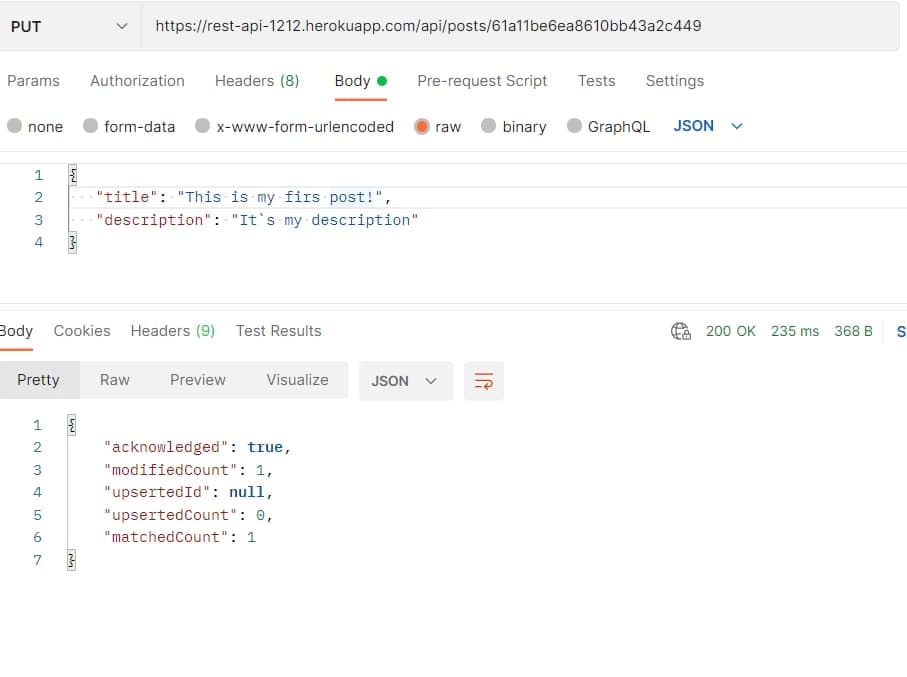 PUT https://rest-api-1212.herokuapp.com/api/posts/61a11be6ea8610bb43a2c449
Params Authorization Headers (8) Body Pre-request Script Tests Settings
none form-data x-www-form-urlencoded raw binary GraphQL JSON
1 {
2 "title": "This is my firs post!",
3 "description": "It`s my description"
4 }
Body Cookies Headers (9) Test Results 200 OK 235 ms 368 B S
Pretty Raw Preview Visualize JSON
1 {
2 "acknowledged": true,
3 "modifiedCount": 1,
4 "upsertedId": null,
5 "upsertedCount": 0,
6 "matchedCount": 1
7 }